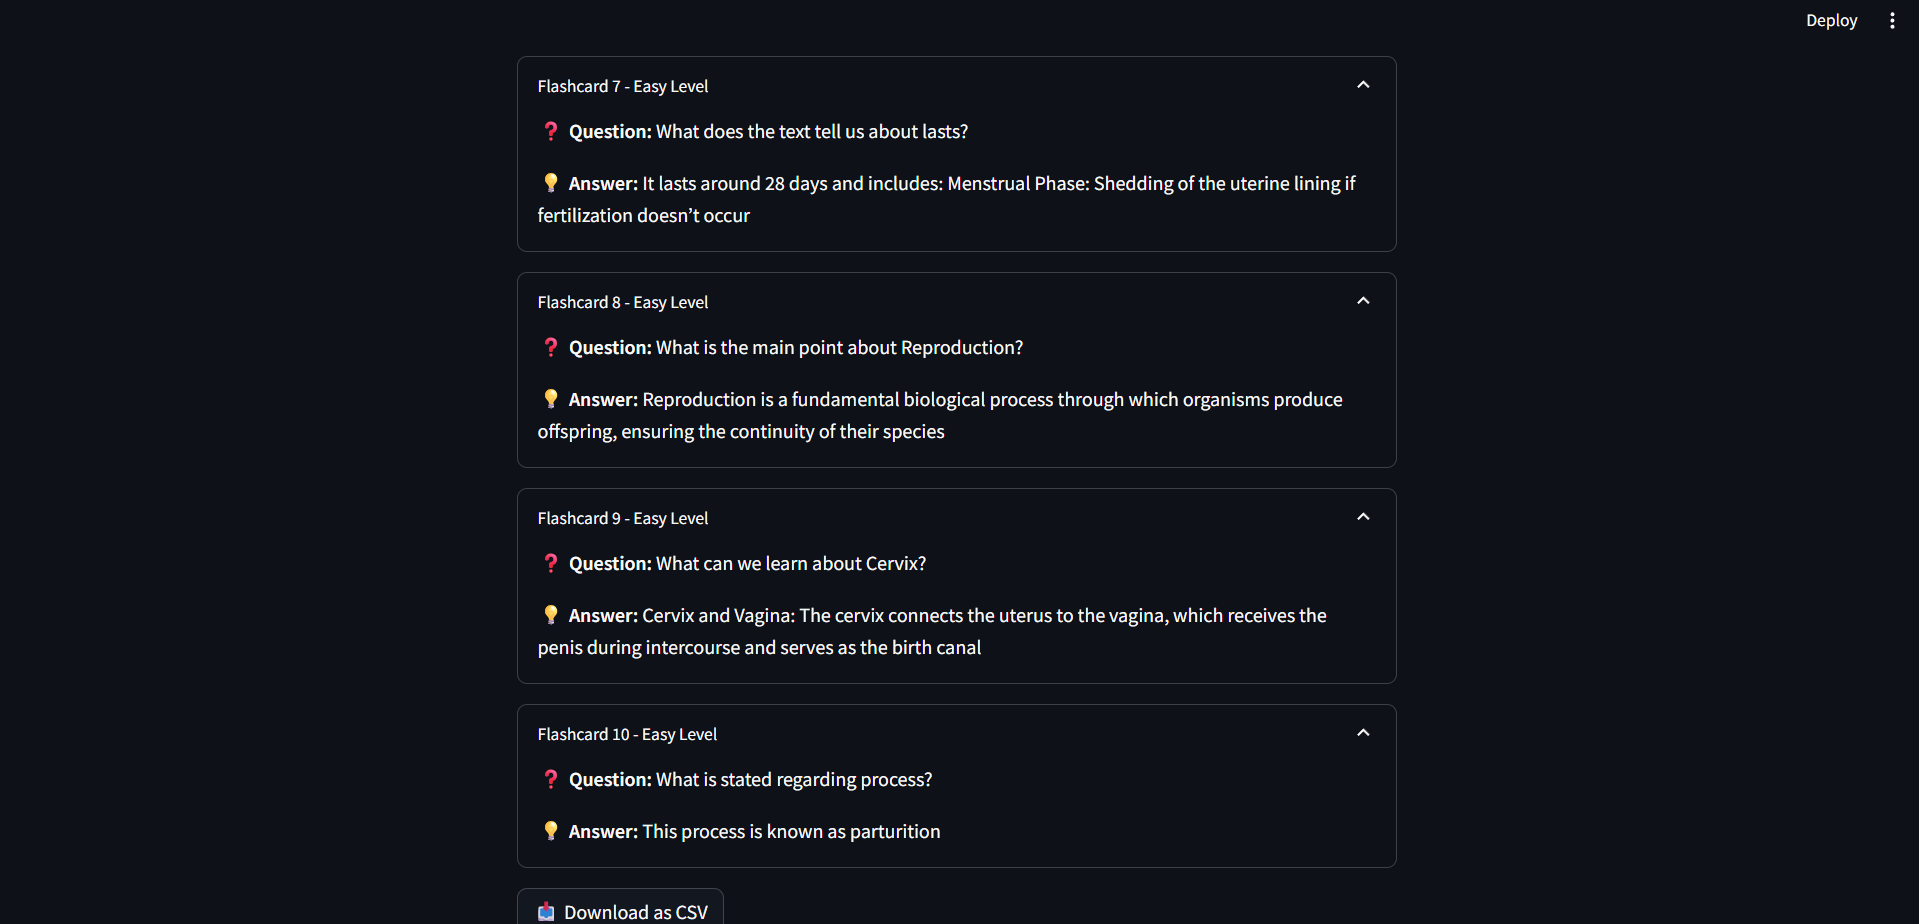 Deploy
Flashcard 7 - Easy Level
❓ Question: What does the text tell us about lasts?
💡 Answer: It lasts around 28 days and includes: Menstrual Phase: Shedding of the uterine lining if
fertilization doesn’t occur
Flashcard 8 - Easy Level
❓ Question: What is the main point about Reproduction?
💡 Answer: Reproduction is a fundamental biological process through which organisms produce
offspring, ensuring the continuity of their species
Flashcard 9 - Easy Level
❓ Question: What can we learn about Cervix?
💡 Answer: Cervix and Vagina: The cervix connects the uterus to the vagina, which receives the
penis during intercourse and serves as the birth canal
Flashcard 10 - Easy Level
❓ Question: What is stated regarding process?
💡 Answer: This process is known as parturition
📥 Download as CSV